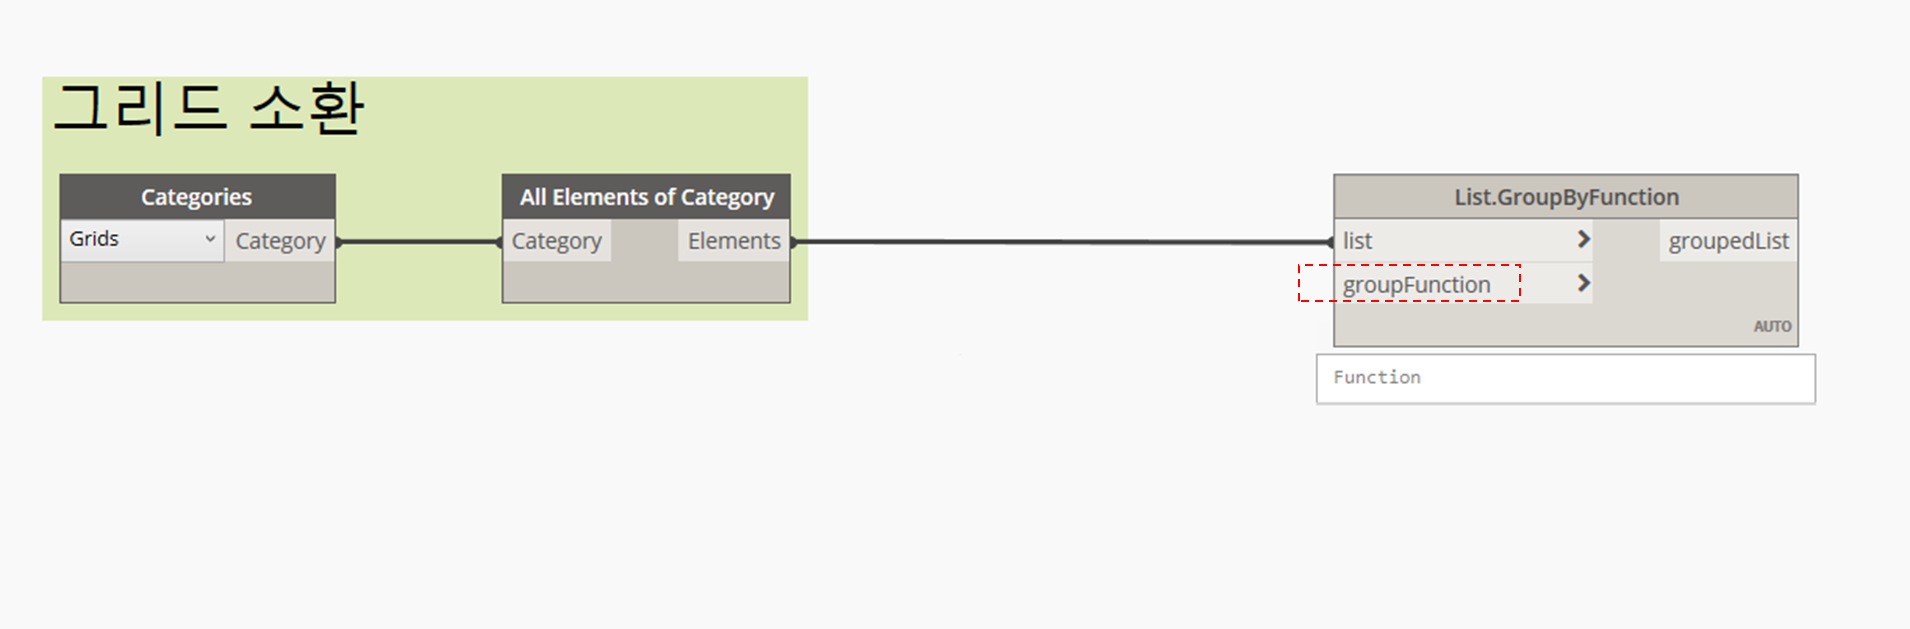 그리드 소환
Categories
Grids
Category
All Elements of Category
Category
Elements
List.GroupByFunction
list
groupedList
groupFunction
AUTO
Function